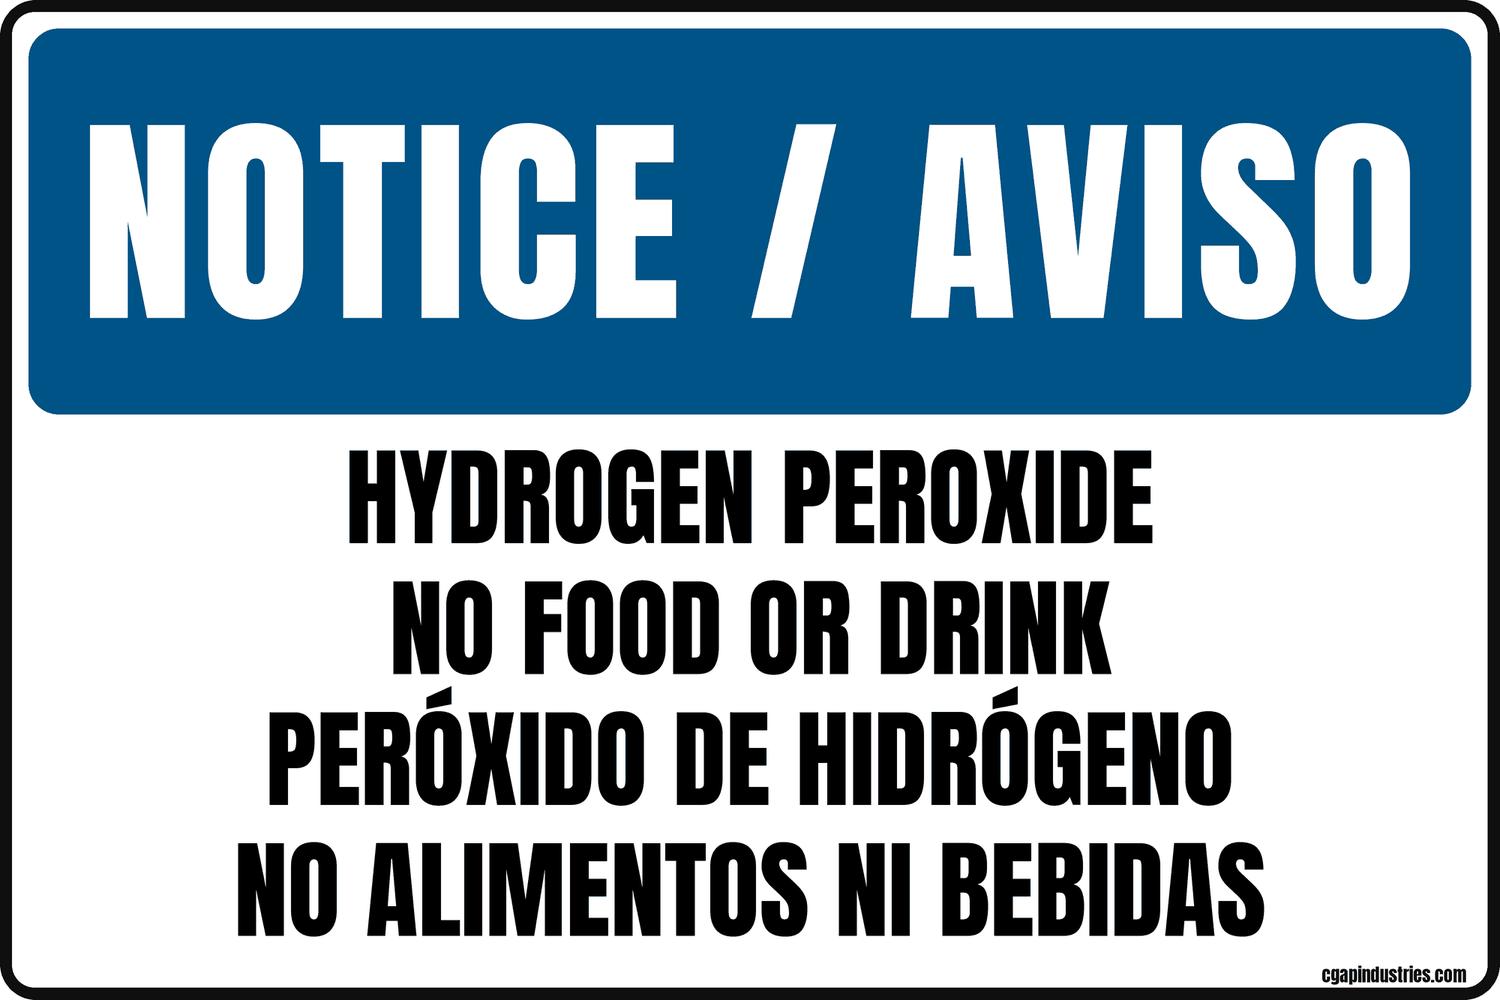 NOTICE / AVISO
HYDROGEN PEROXIDE
NO FOOD OR DRINK
PERÓXIDO DE HIDRÓGENO
NO ALIMENTOS NI BEBIDAS
cgapindustries.com